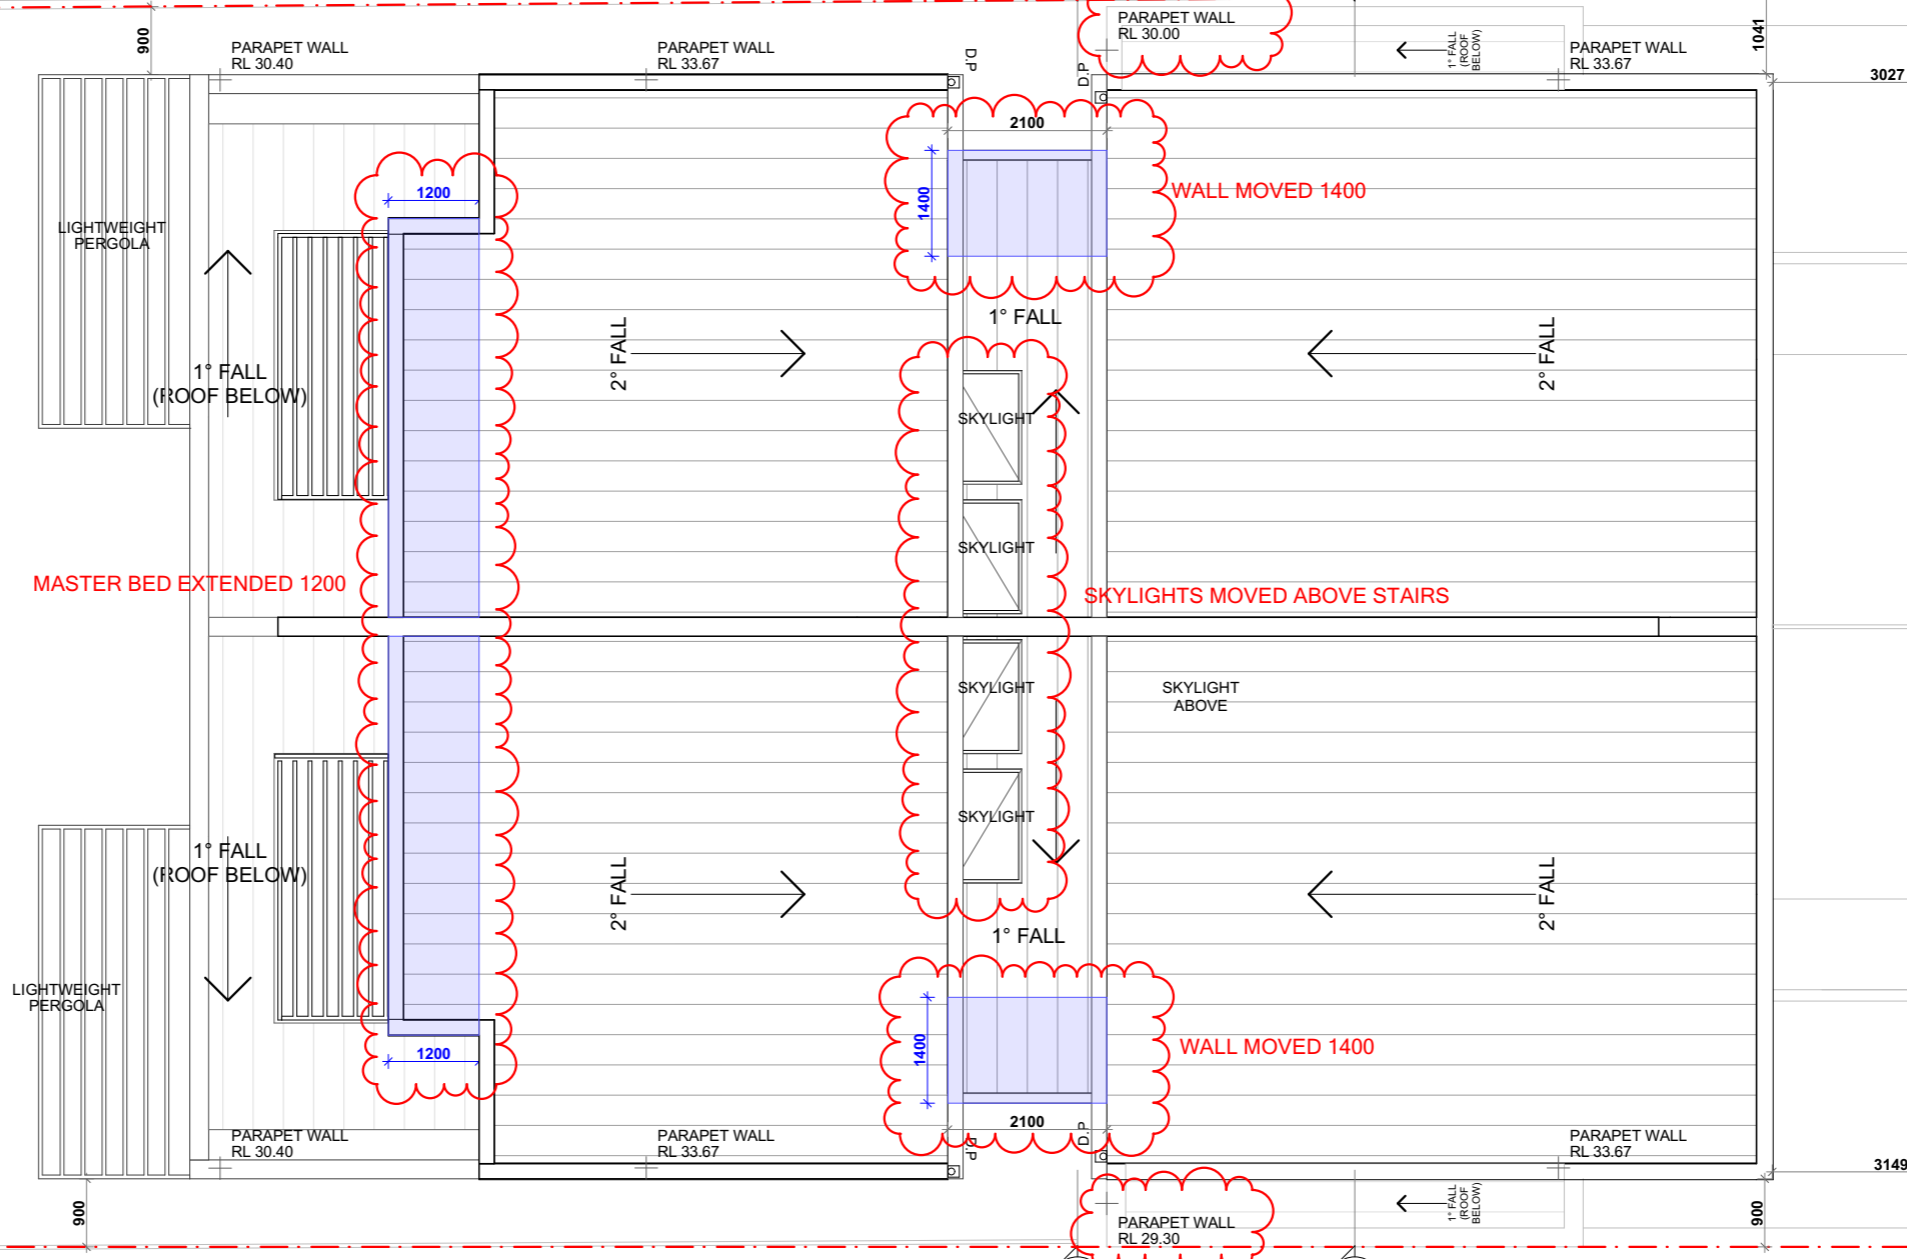 PARAPET WALL
RL 30.00
900
PARAPET WALL
RL 30.40
PARAPET WALL
RL 33.67
D.P
D.P
1° FALL
(ROOF
BELOW)
PARAPET WALL
RL 33.67
1041
3027
2100
1200
1400
WALL MOVED 1400
LIGHTWEIGHT
PERGOLA
1° FALL
2° FALL
2° FALL
1° FALL
(ROOF BELOW)
SKYLIGHT
SKYLIGHT
MASTER BED EXTENDED 1200
SKYLIGHTS MOVED ABOVE STAIRS
SKYLIGHT
SKYLIGHT
ABOVE
SKYLIGHT
1° FALL
(ROOF BELOW)
2° FALL
2° FALL
1° FALL
LIGHTWEIGHT
PERGOLA
1200
1400
WALL MOVED 1400
2100
PARAPET WALL
RL 30.40
PARAPET WALL
RL 33.67
D.P
D.P
PARAPET WALL
RL 33.67
3149
900
PARAPET WALL
RL 29.30
1° FALL
(ROOF
BELOW)
900